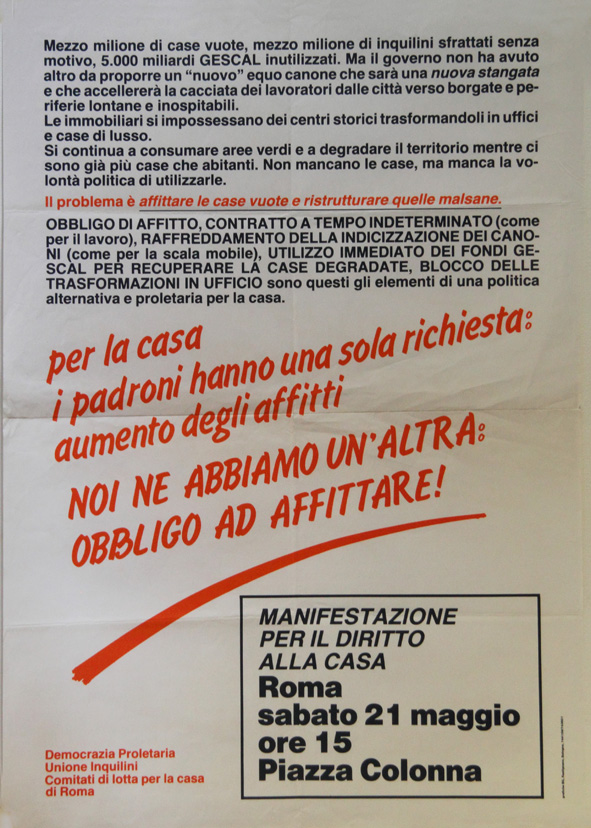 Mezzo milione di case vuote, mezzo milione di inquilini sfrattati senza
motivo, 5.000 miliardi GESCAL inutilizzati. Ma il governo non ha avuto
altro da proporre un “nuovo” equo canone che sarà una nuova stangata
e che accellererà la cacciata dei lavoratori dalle città verso borgate e pe-
riferie lontane e inospitabili.
Le immobiliari si impossessano dei centri storici trasformandoli in uffici
e case di lusso.
Si continua a consumare aree verdi e a degradare il territorio mentre ci
sono già più case che abitanti. Non mancano le case, ma manca la vo-
lontà politica di utilizzarle.
Il problema è affittare le case vuote e ristrutturare quelle malsane.
OBBLIGO DI AFFITTO, CONTRATTO A TEMPO INDETERMINATO (come
per il lavoro), RAFFREDDAMENTO DELLA INDICIZZAZIONE DEI CANO-
NI (come per la scala mobile), UTILIZZO IMMEDIATO DEI FONDI GE-
SCAL PER RECUPERARE LA CASE DEGRADATE, BLOCCO DELLE
TRASFORMAZIONI IN UFFICIO sono questi gli elementi di una politica
alternativa e proletaria per la casa.
per la casa
i padroni hanno una sola richiesta:
aumento degli affitti
NOI NE ABBIAMO UN'ALTRA:
OBBLIGO AD AFFITTARE!
MANIFESTAZIONE
PER IL DIRITTO
ALLA CASA
Roma
sabato 21 maggio
ore 15
Piazza Colonna
Democrazia Proletaria
Unione Inquilini
Comitati di lotta per la casa
di Roma